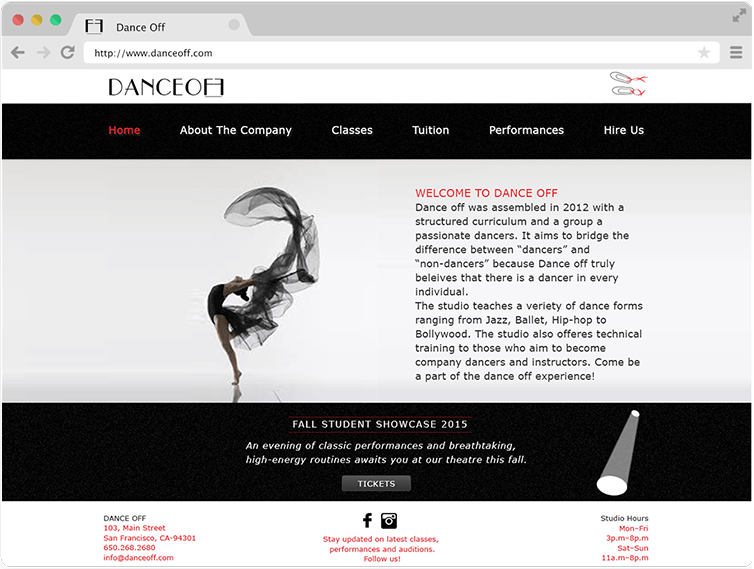 Dance Off
http://www.danceoff.com
DANCEOFF
Home About The Company Classes Tuition Performances Hire Us
WELCOME TO DANCE OFF
Dance off was assembled in 2012 with a
structured curriculum and a group a
passionate dancers. It aims to bridge the
difference between “dancers” and
“non-dancers” because Dance off truly
beleives that there is a dancer in every
individual.
The studio teaches a veriety of dance forms
ranging from Jazz, Ballet, Hip-hop to
Bollywood. The studio also offeres technical
training to those who aim to become
company dancers and instructors. Come be
a part of the dance off experience!
FALL STUDENT SHOWCASE 2015
An evening of classic performances and breathtaking,
high-energy routines awaits you at our theatre this fall.
TICKETS
DANCE OFF
103, Main Street
San Francisco, CA-94301
650.268.2680
info@danceoff.com
Stay updated on latest classes,
performances and auditions.
Follow us!
Studio Hours
Mon–Fri
3p.m–8p.m
Sat–Sun
11a.m–8p.m